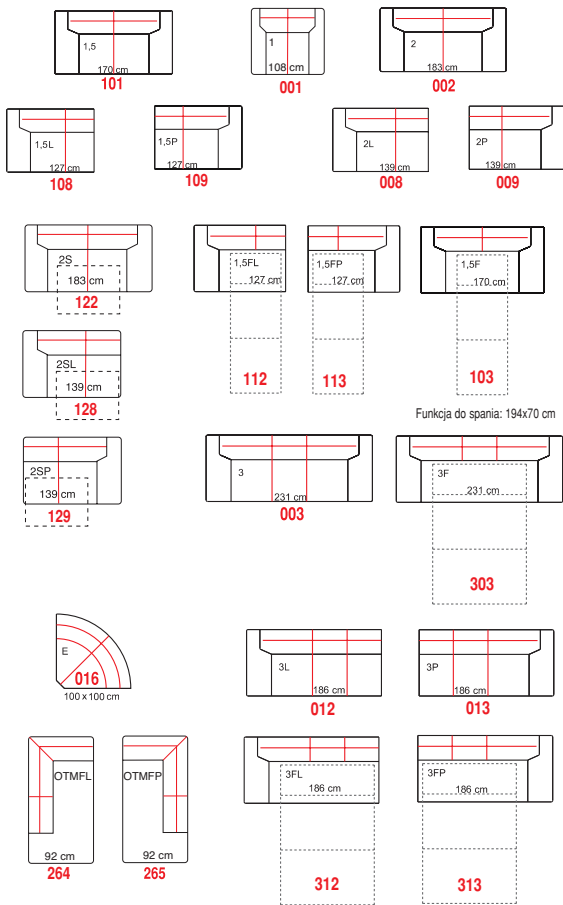 1,5
170 cm
101
1
108 cm
001
2
183 cm
002
1,5L
127 cm
108
1,5P
127 cm
109
2L
139 cm
008
2P
139 cm
009
2S
183 cm
122
1,5FL
127 cm
112
1,5FP
127 cm
113
1,5F
170 cm
103
Funkcja do spania: 194x70 cm
2SL
139 cm
128
2SP
139 cm
129
3
231 cm
003
3F
231 cm
303
E
016
100 x 100 cm
3L
186 cm
012
3P
186 cm
013
OTMFL
92 cm
264
OTMFP
92 cm
265
3FL
186 cm
312
3FP
186 cm
313